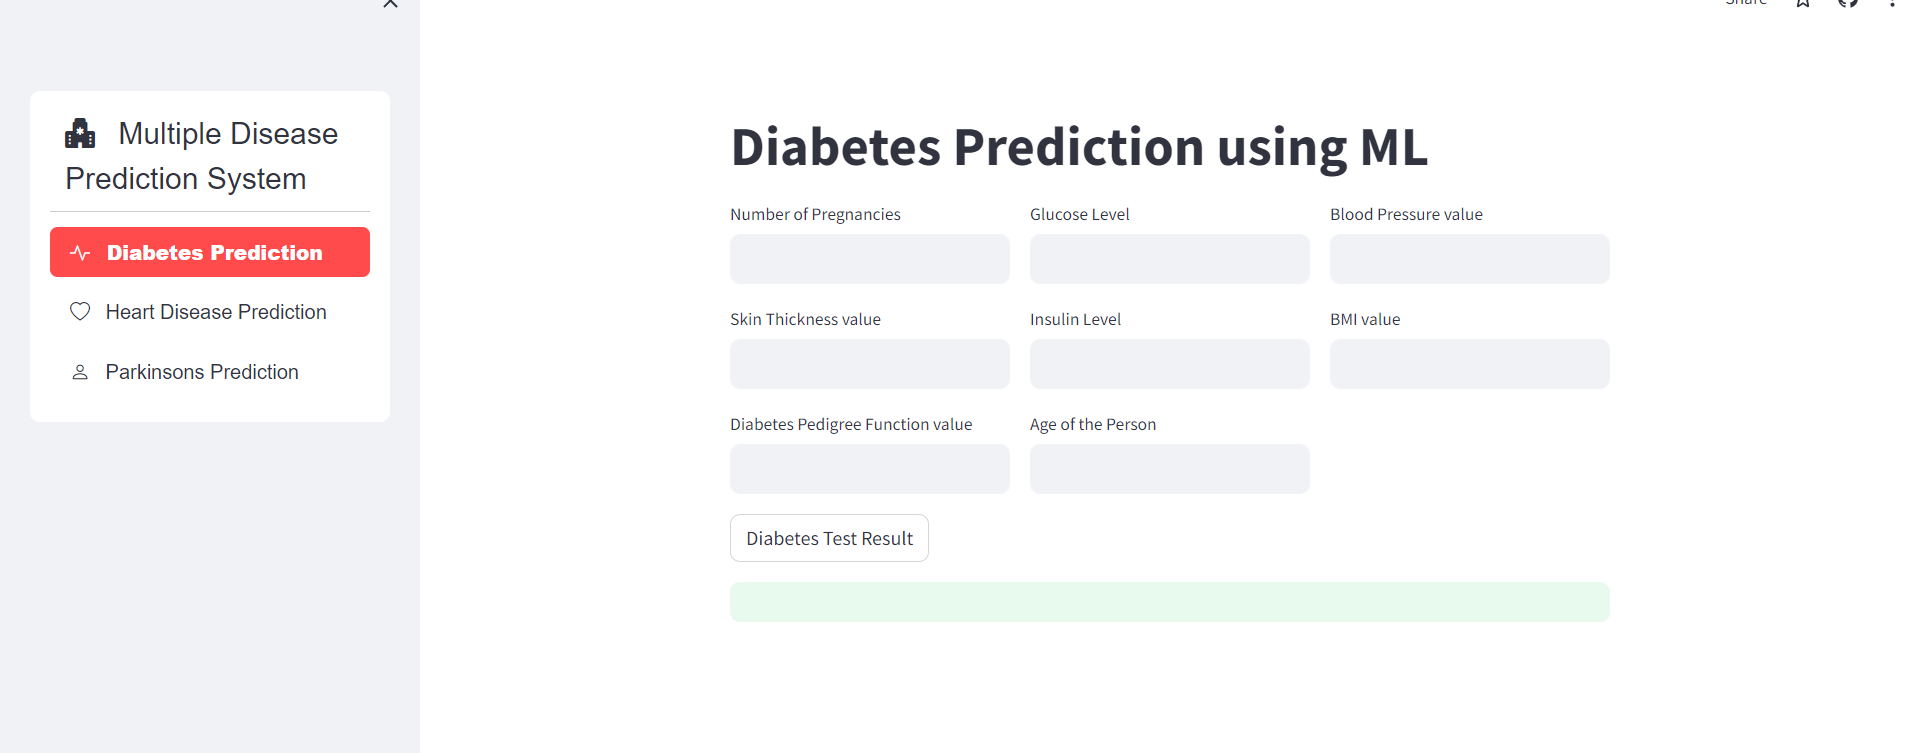 Share
Multiple Disease
Prediction System
Diabetes Prediction
Heart Disease Prediction
Parkinsons Prediction
Diabetes Prediction using ML
Number of Pregnancies
Glucose Level
Blood Pressure value
Skin Thickness value
Insulin Level
BMI value
Diabetes Pedigree Function value
Age of the Person
Diabetes Test Result